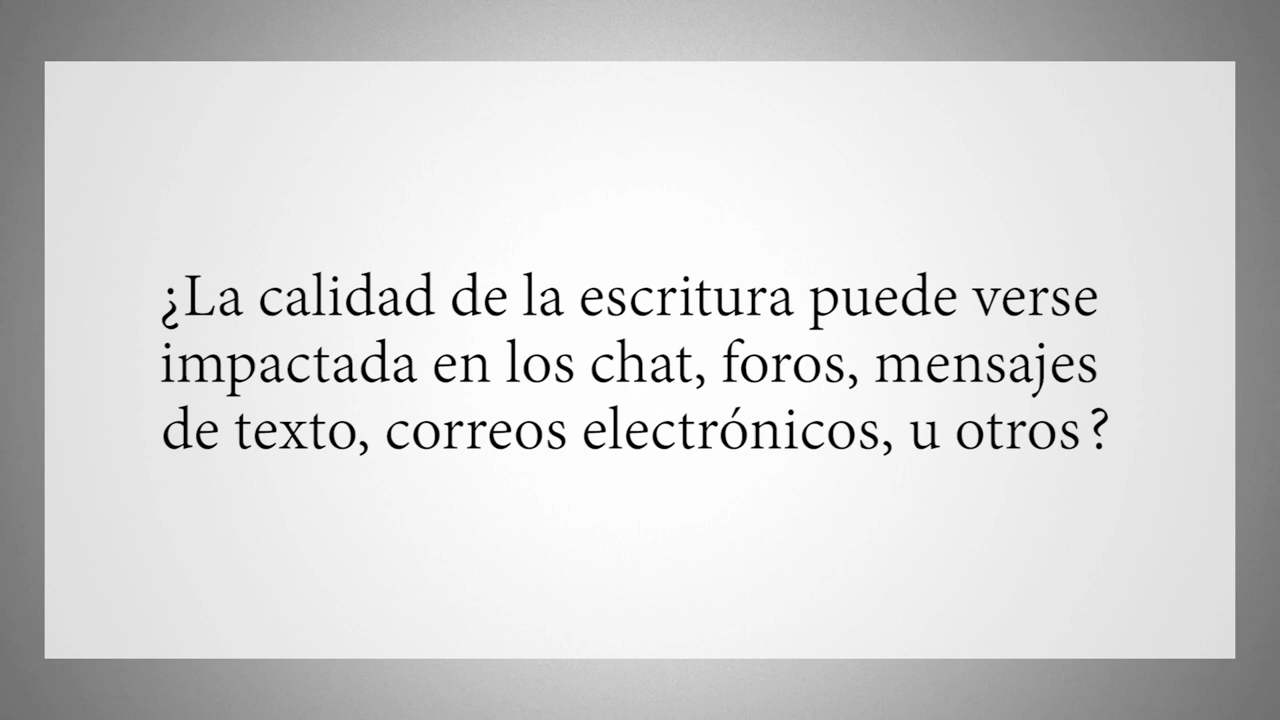 ¿La calidad de la escritura puede verse
impactada en los chat, foros, mensajes
de texto, correos electrónicos, u otros?